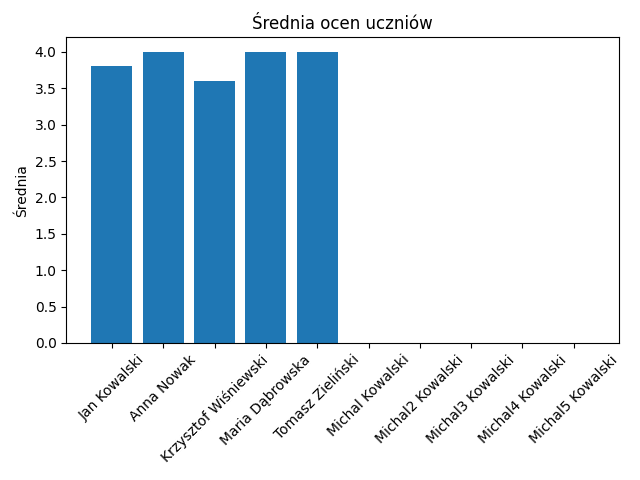 Średnia ocen uczniów
Średnia
4.0
3.5
3.0
2.5
2.0
1.5
1.0
0.5
0.0
Jan Kowalski
Anna Nowak
Krzysztof Wiśniewski
Maria Dąbrowska
Tomasz Zieliński
Michal Kowalski
Michal2 Kowalski
Michal3 Kowalski
Michal4 Kowalski
Michal5 Kowalski